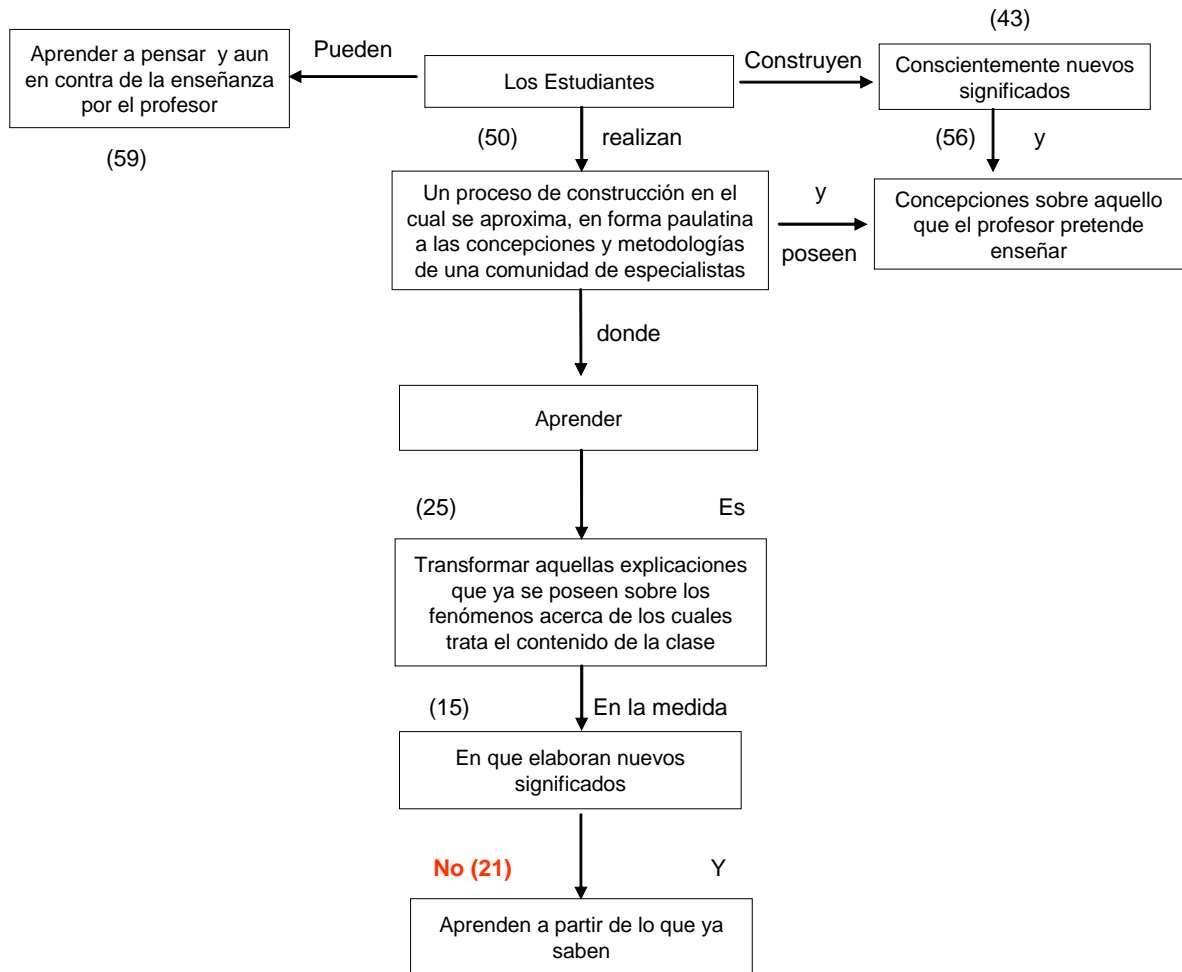 (43)
Aprender a pensar y aun
en contra de la enseñanza
por el profesor
Pueden
Los Estudiantes
Construyen
Conscientemente nuevos
significados
(59)
(50)
realizan
(56)
y
Un proceso de construcción en el
cual se aproxima, en forma paulatina
a las concepciones y metodologías
de una comunidad de especialistas
y
poseen
Concepciones sobre aquello
que el profesor pretende
enseñar
donde
Aprender
(25)
Es
Transformar aquellas explicaciones
que ya se poseen sobre los
fenómenos acerca de los cuales
trata el contenido de la clase
(15)
En la medida
En que elaboran nuevos
significados
No (21)
Y
Aprenden a partir de lo que ya
saben